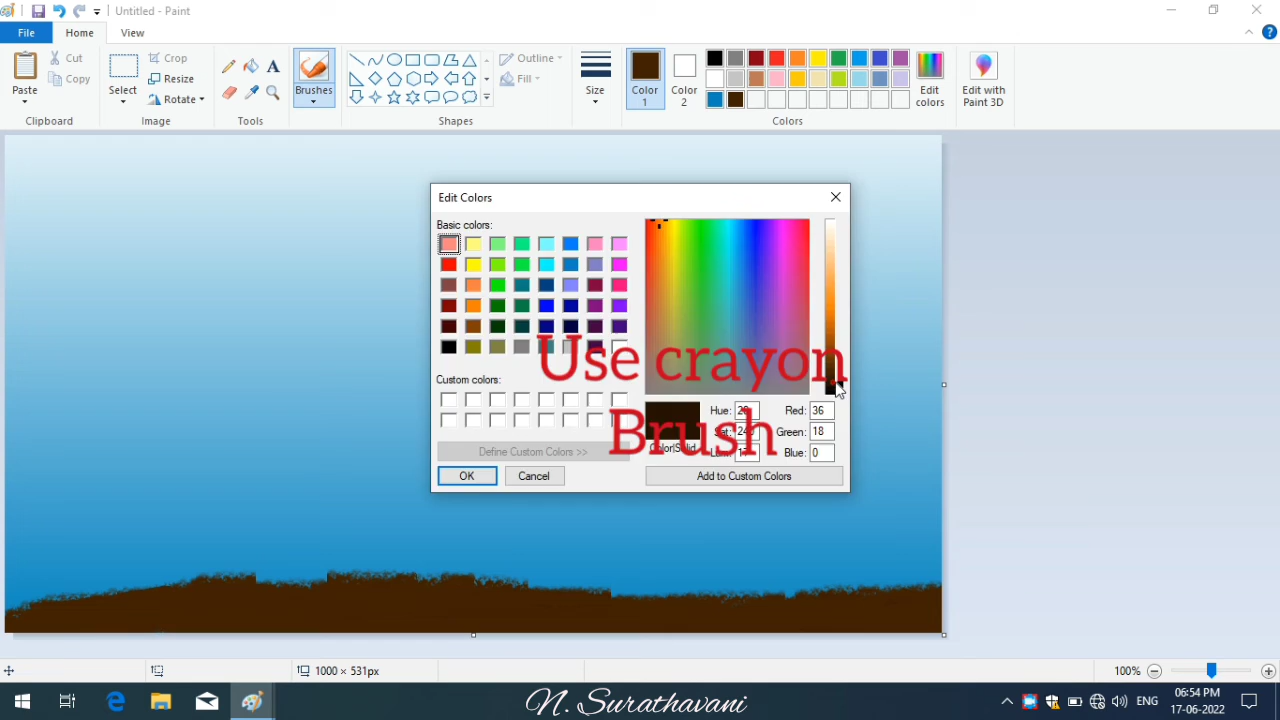 Untitled - Paint
File Home View
Paste Cut Copy Select Crop Resize Rotate Brushes Outline Fill Size Color 1 Color 2 Edit colors Edit with Paint 3D
Clipboard Image Tools Shapes Colors
Edit Colors
Basic colors:
Custom colors:
Use crayon
Brush
Hue: Red: 36
Sat: Green: 18
Blue: 0
Color|Solid
Define Custom Colors >>
OK Cancel Add to Custom Colors
1000 × 531px 100%
N. Surathavani
ENG 06:54 PM
17-06-2022